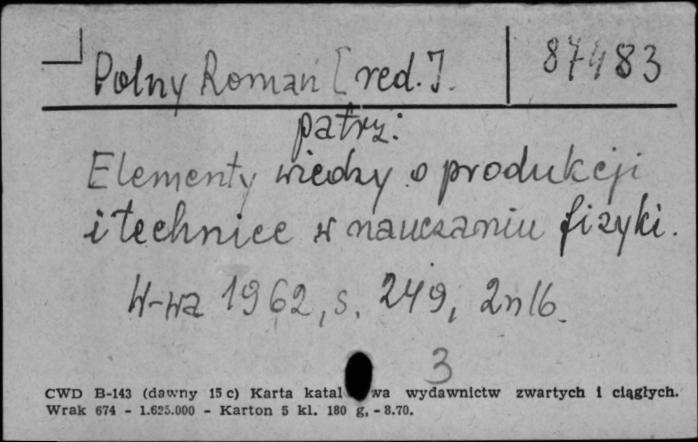 Polny Roman [red.]. 87483
patrz:
Elementy wiedzy o produkcji
i technice w nauczaniu fizyki.
W-wa 1962, s. 249, 2nlb.
3
CWD B-143 (dawny 15 c) Karta katal wa wydawnictw zwartych i ciągłych.
Wrak 674 - 1.625.000 - Karton 5 kl. 180 g, - 8.70.